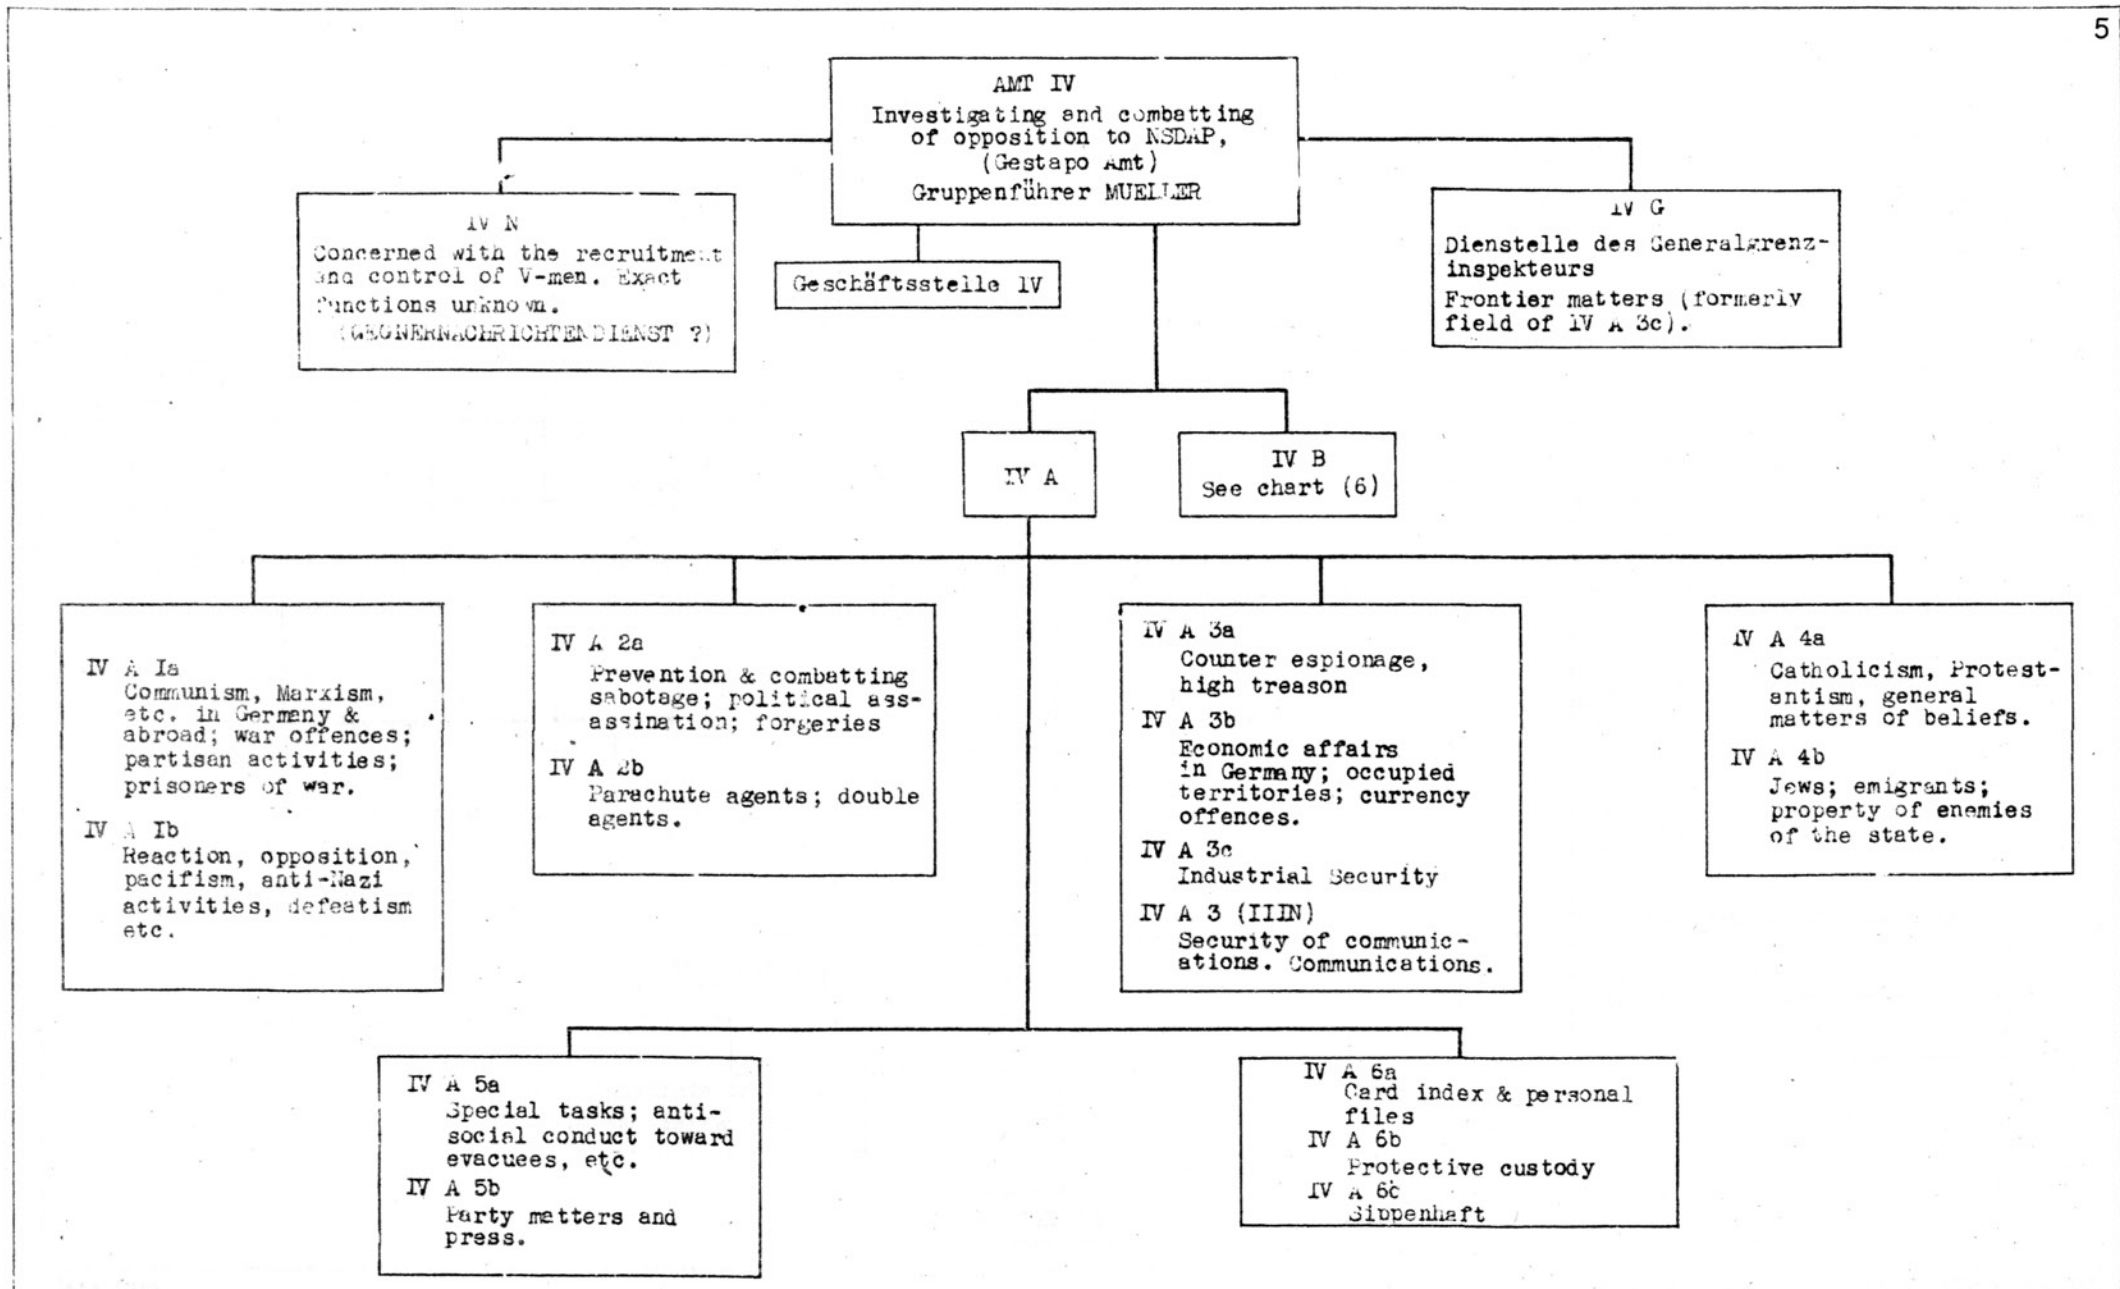 5
AMT IV
Investigating and combatting
of opposition to NSDAP,
(Gestapo Amt)
Gruppenführer MUELLER
IV N
Concerned with the recruitment
and control of V-men. Exact
functions unknown.
(GEGNERNACHRICHTENDIENST ?)
Geschäftsstelle IV
IV G
Dienstelle des Generalgrenz-
inspekteurs
Frontier matters (formerly
field of IV A 3c).
IV A
IV B
See chart (6)
IV A Ia
Communism, Marxism,
etc. in Germany &
abroad; war offences;
partisan activities;
prisoners of war.
IV A Ib
Reaction, opposition,
pacifism, anti-Nazi
activities, defeatism
etc.
IV A 2a
Prevention & combatting
sabotage; political ass-
assination; forgeries
IV A 2b
Parachute agents; double
agents.
IV A 3a
Counter espionage,
high treason
IV A 3b
Economic affairs
in Germany; occupied
territories; currency
offences.
IV A 3c
Industrial Security
IV A 3 (IIIN)
Security of communic-
ations. Communications.
IV A 4a
Catholicism, Protest-
antism, general
matters of beliefs.
IV A 4b
Jews; emigrants;
property of enemies
of the state.
IV A 5a
Special tasks; anti-
social conduct toward
evacuees, etc.
IV A 5b
Party matters and
press.
IV A 6a
Card index & personal
files
IV A 6b
Protective custody
IV A 6c
Sippenhaft